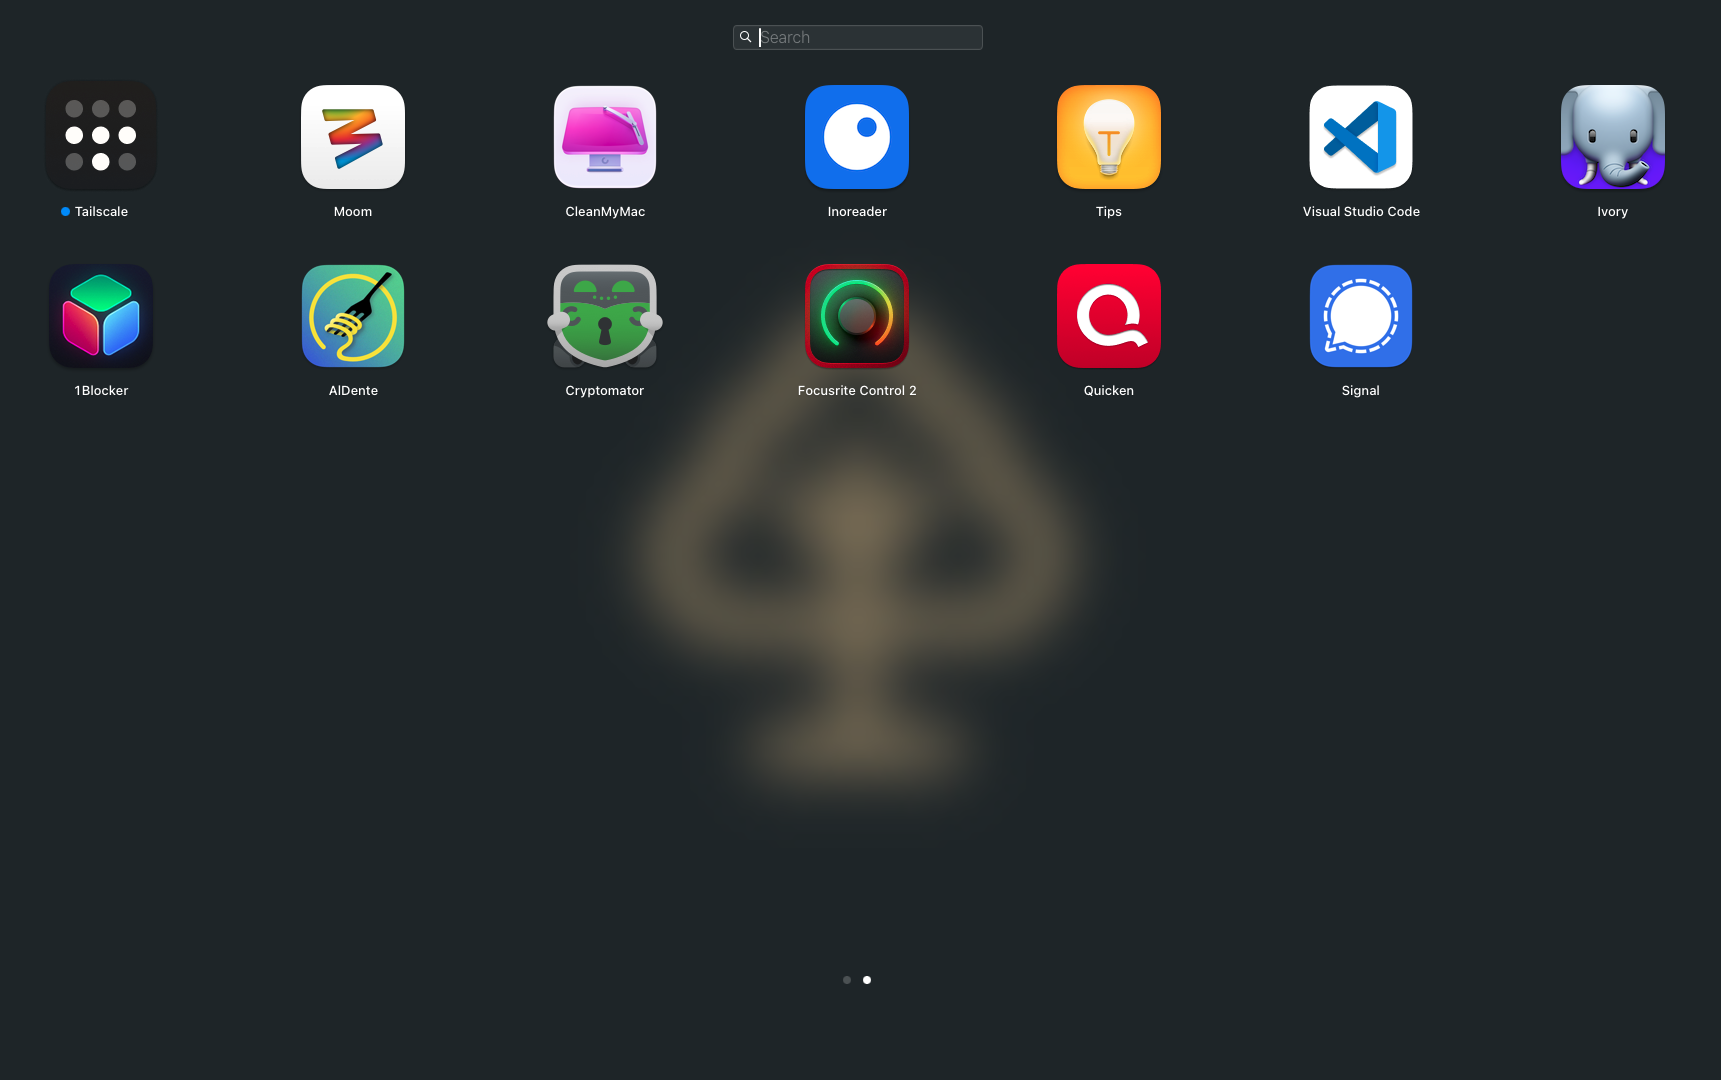 Search
Tailscale
Moom
CleanMyMac
Inoreader
Tips
Visual Studio Code
Ivory
1Blocker
AlDente
Cryptomator
Focusrite Control 2
Quicken
Signal